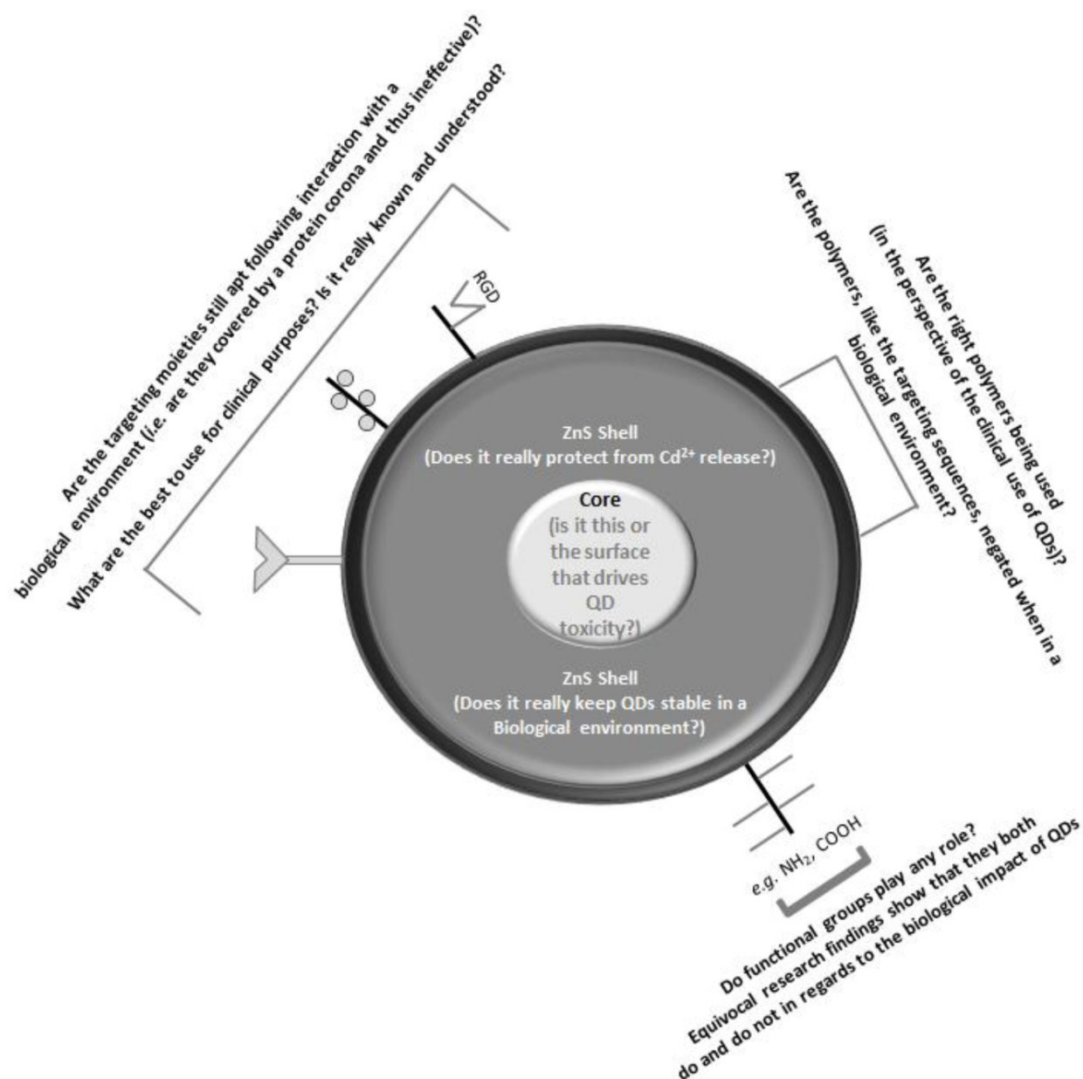 Are the targeting moieties still apt following interaction with a
biological environment (i.e. are they covered by a protein corona and thus ineffective)?
What are the best to use for clinical purposes? Is it really known and understood?
RGD
Are the right polymers being used
(in the perspective of the clinical use of QDs)?
Are the polymers, like the targeting sequences, negated when in a
biological environment?
ZnS Shell
(Does it really protect from Cd²⁺ release?)
Core
(is it this or
the surface
that drives
QD
toxicity?)
ZnS Shell
(Does it really keep QDs stable in a
Biological environment?)
e.g. NH₂, COOH
Do functional groups play any role?
Equivocal research findings show that they both
do and do not in regards to the biological impact of QDs